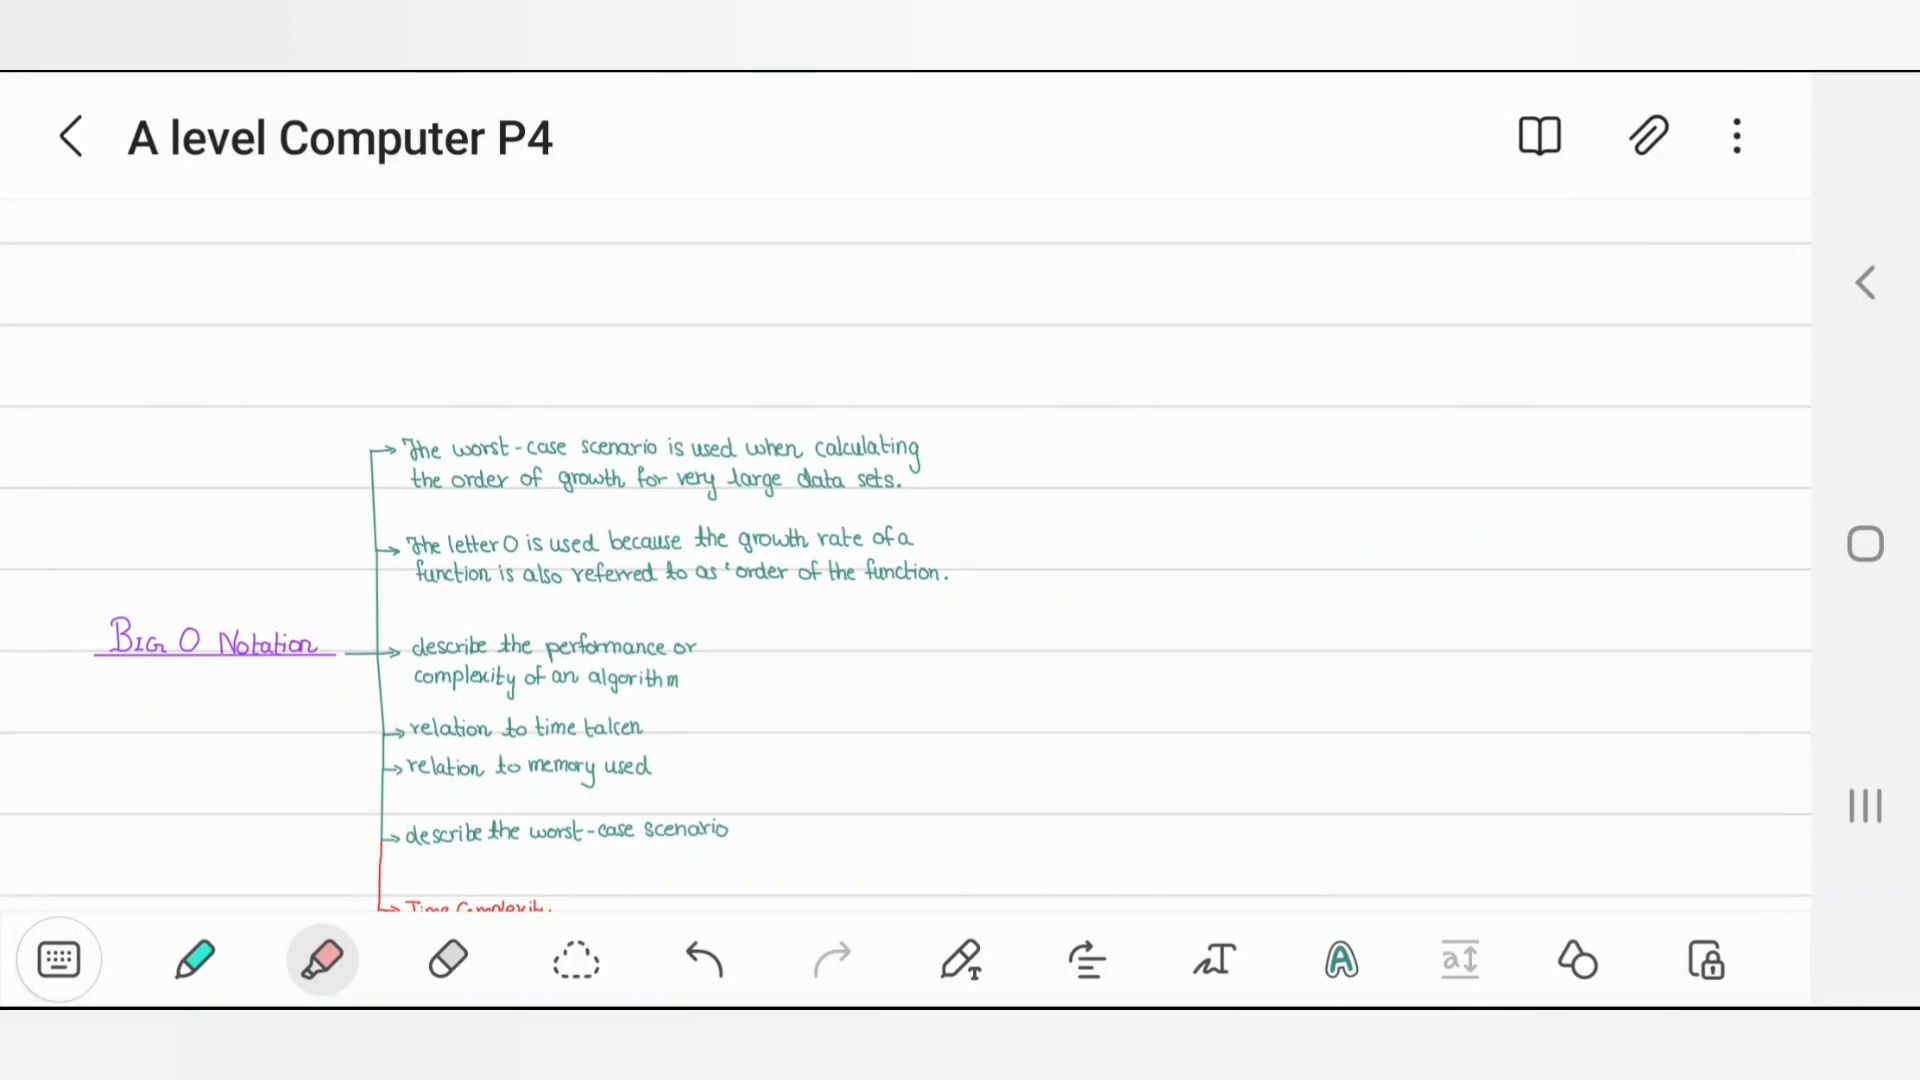 A level Computer P4
The worst-case scenario is used when calculating
the order of growth for very large data sets.
The letter O is used because the growth rate of a
function is also referred to as 'order of the function.
BIG O Notation
describe the performance or
complexity of an algorithm
relation to time taken
relation to memory used
describe the worst-case scenario
Time Complexity